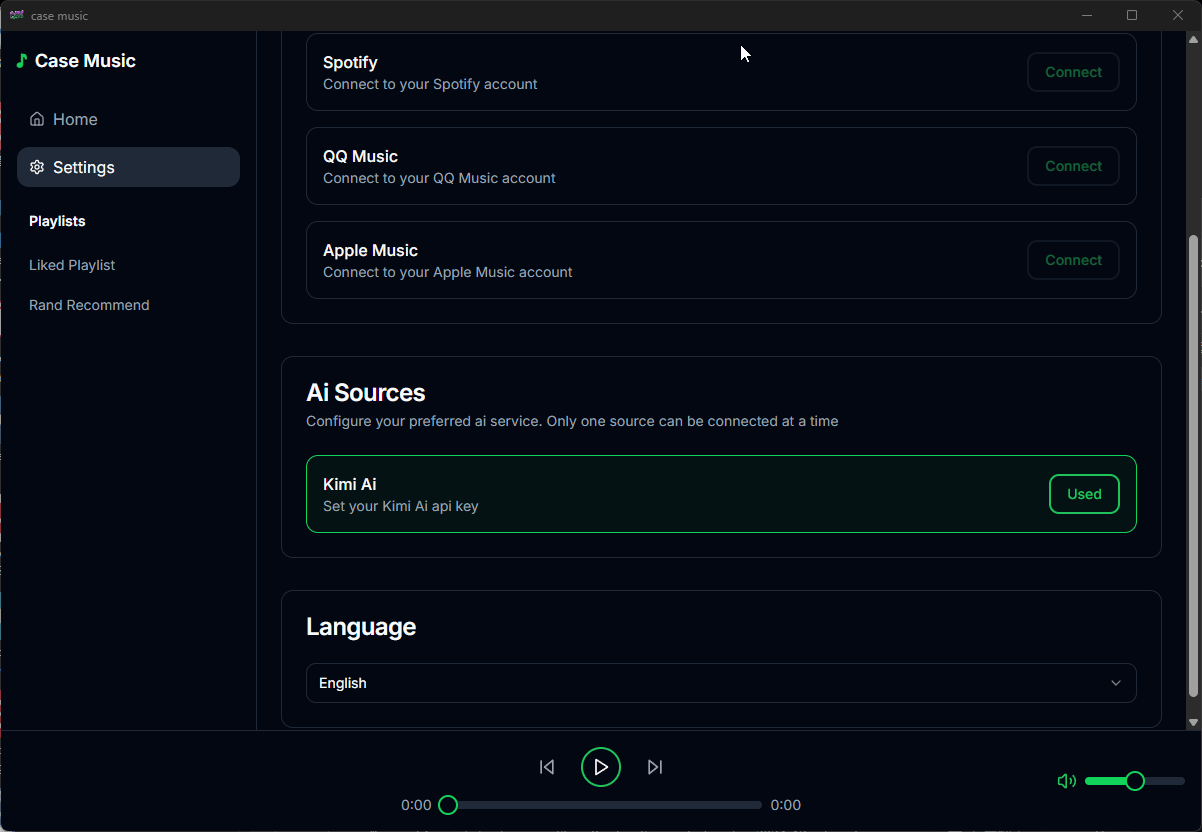 case music
Case Music
Home
Settings
Playlists
Liked Playlist
Rand Recommend
Spotify
Connect to your Spotify account
Connect
QQ Music
Connect to your QQ Music account
Connect
Apple Music
Connect to your Apple Music account
Connect
Ai Sources
Configure your preferred ai service. Only one source can be connected at a time
Kimi Ai
Set your Kimi Ai api key
Used
Language
English
0:00
0:00